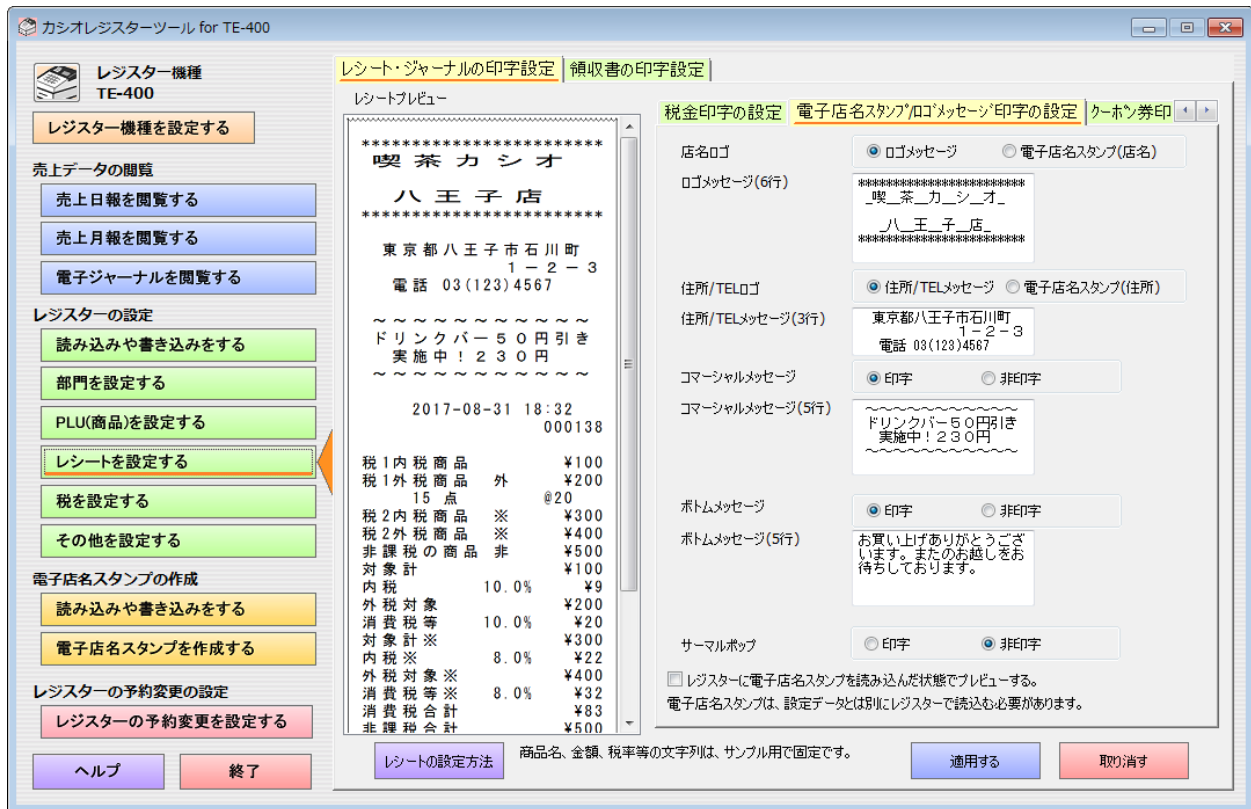 カシオレジスターツール for TE-400
レジスター機種
TE-400
レジスター機種を設定する
売上データの閲覧
売上日報を閲覧する
売上月報を閲覧する
電子ジャーナルを閲覧する
レジスターの設定
読み込みや書き込みをする
部門を設定する
PLU(商品)を設定する
レシートを設定する
税を設定する
その他を設定する
電子店名スタンプの作成
読み込みや書き込みをする
電子店名スタンプを作成する
レジスターの予約変更の設定
レジスターの予約変更を設定する
ヘルプ
終了
レシート・ジャーナルの印字設定
領収書の印字設定
レシートプレビュー
************************
喫茶カシオ
八王子店
************************
東京都八王子市石川町
1－2－3
電話 03(123)4567
～～～～～～～～～～～
ドリンクバー５０円引き
実施中！２３０円
～～～～～～～～～～～
2017-08-31 18:32
000138
税1内税商品 ¥100
税1外税商品 外 ¥200
15 点 @20
税2内税商品 ※ ¥300
税2外税商品 ※ ¥400
非課税の商品 非 ¥500
対象計 ¥100
内税 10.0% ¥9
外税対象 ¥200
消費税等 10.0% ¥20
対象計※ ¥300
内税※ 8.0% ¥22
外税対象※ ¥400
消費税等※ 8.0% ¥32
消費税合計 ¥83
非課税合計 ¥500
税金印字の設定
電子店名スタンプ/ロゴメッセージ印字の設定
クーポン券印
店名ロゴ
ロゴメッセージ
電子店名スタンプ(店名)
ロゴメッセージ(6行)
************************
_喫__茶__カ__シ__オ_
_八__王__子__店_
************************
住所/TELロゴ
住所/TELメッセージ
電子店名スタンプ(住所)
住所/TELメッセージ(3行)
東京都八王子市石川町
１－２－３
電話 03(123)4567
コマーシャルメッセージ
印字
非印字
コマーシャルメッセージ(5行)
～～～～～～～～～～～
ドリンクバー５０円引き
実施中！２３０円
～～～～～～～～～～～
ボトムメッセージ
印字
非印字
ボトムメッセージ(5行)
お買い上げありがとうござ
います。またのお越しをお
待ちしております。
サーマルポップ
印字
非印字
レジスターに電子店名スタンプを読み込んだ状態でプレビューする。
電子店名スタンプは、設定データとは別にレジスターで読込む必要があります。
レシートの設定方法
商品名、金額、税率等の文字列は、サンプル用で固定です。
適用する
取り消す